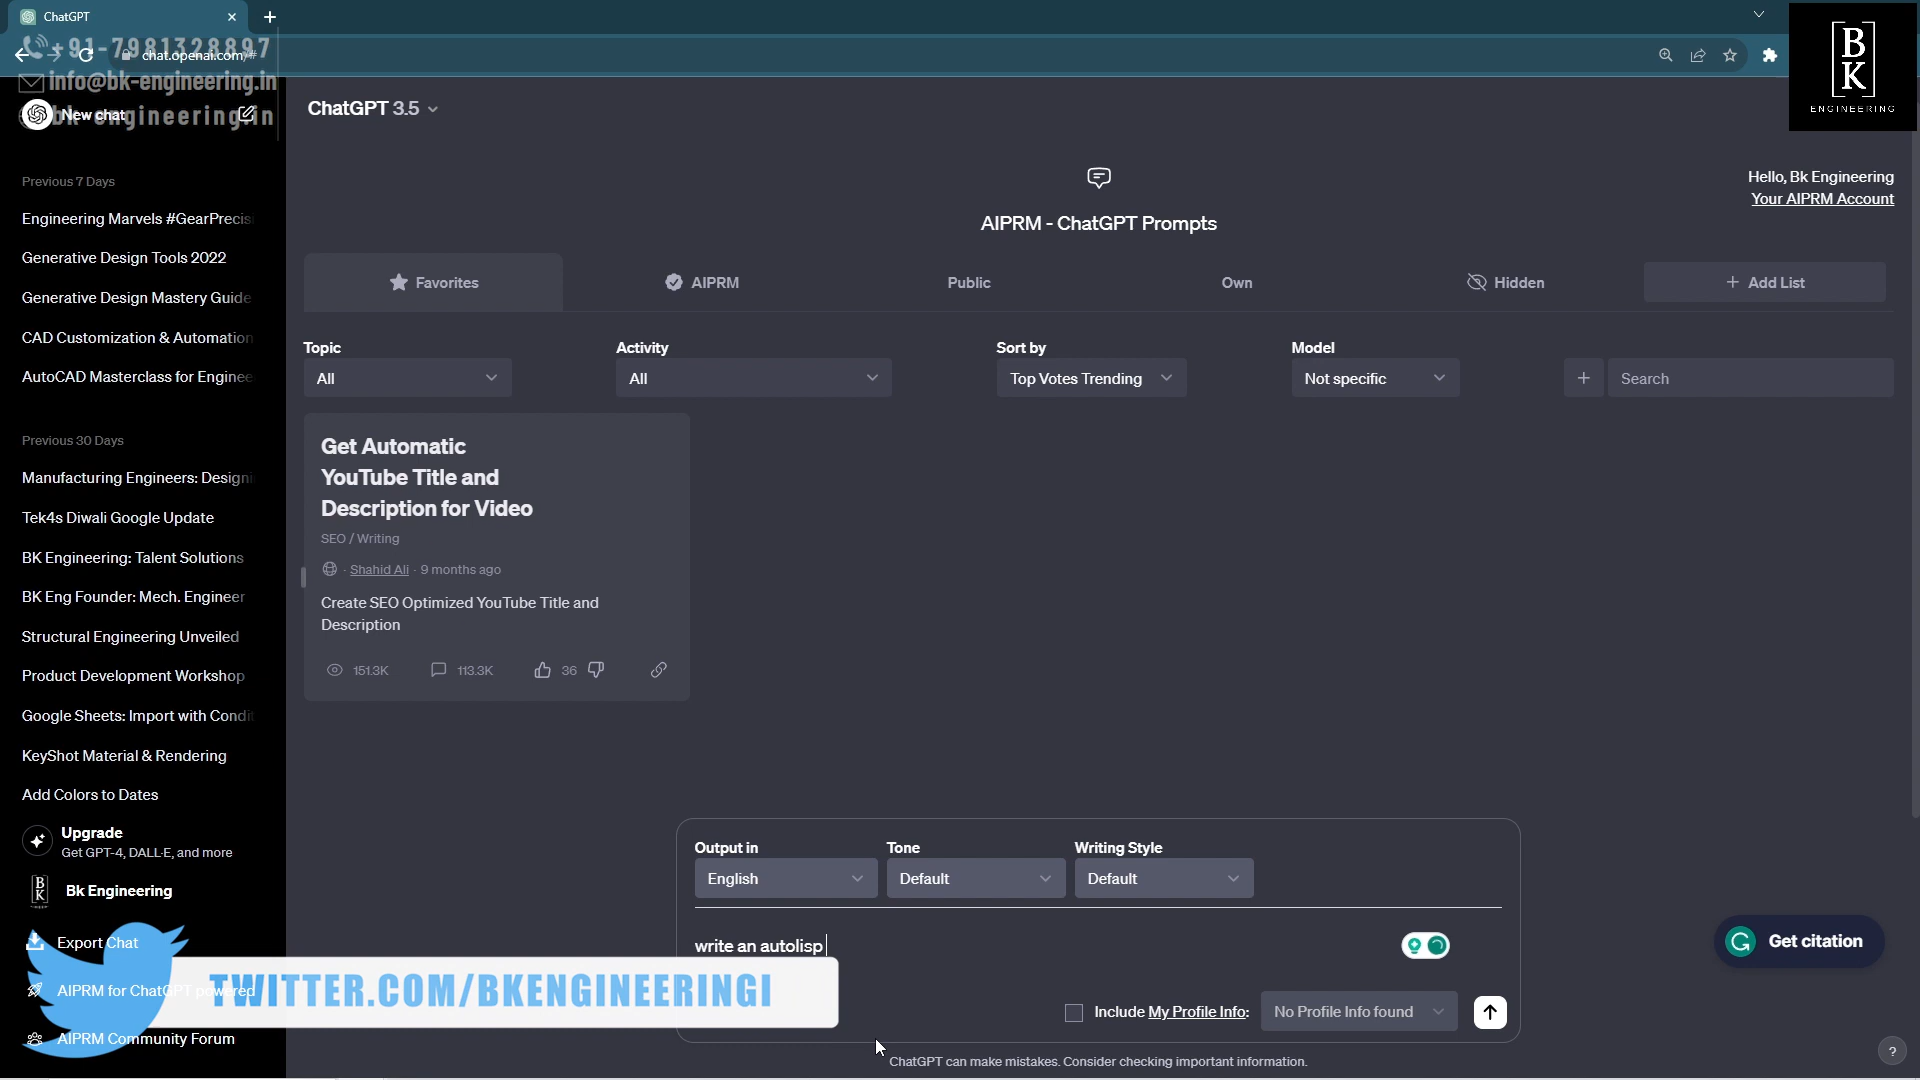 ChatGPT
+91-7981328897
chat.openai.com/#
info@bk-engineering.in
bk-engineering.in
New chat
B
K
ENGINEERING
ChatGPT 3.5
Hello, Bk Engineering
Your AIPRM Account
AIPRM - ChatGPT Prompts
Previous 7 Days
Engineering Marvels #GearPrecisi
Generative Design Tools 2022
Generative Design Mastery Guide
CAD Customization & Automation
AutoCAD Masterclass for Enginee
Previous 30 Days
Manufacturing Engineers: Designi
Tek4s Diwali Google Update
BK Engineering: Talent Solutions
BK Eng Founder: Mech. Engineer
Structural Engineering Unveiled
Product Development Workshop
Google Sheets: Import with Condit
KeyShot Material & Rendering
Add Colors to Dates
Upgrade
Get GPT-4, DALL·E, and more
B
K
Bk Engineering
Export Chat
AIPRM for ChatGPT powered
AIPRM Community Forum
Favorites AIPRM Public Own Hidden + Add List
Topic Activity Sort by Model
All All Top Votes Trending Not specific + Search
Get Automatic
YouTube Title and
Description for Video
SEO / Writing
· Shahid Ali · 9 months ago
Create SEO Optimized YouTube Title and
Description
151.3K 113.3K 36
Output in Tone Writing Style
English Default Default
write an autolisp
Get citation
TWITTER.COM/BKENGINEERING1
Include My Profile Info: No Profile Info found
ChatGPT can make mistakes. Consider checking important information.
?